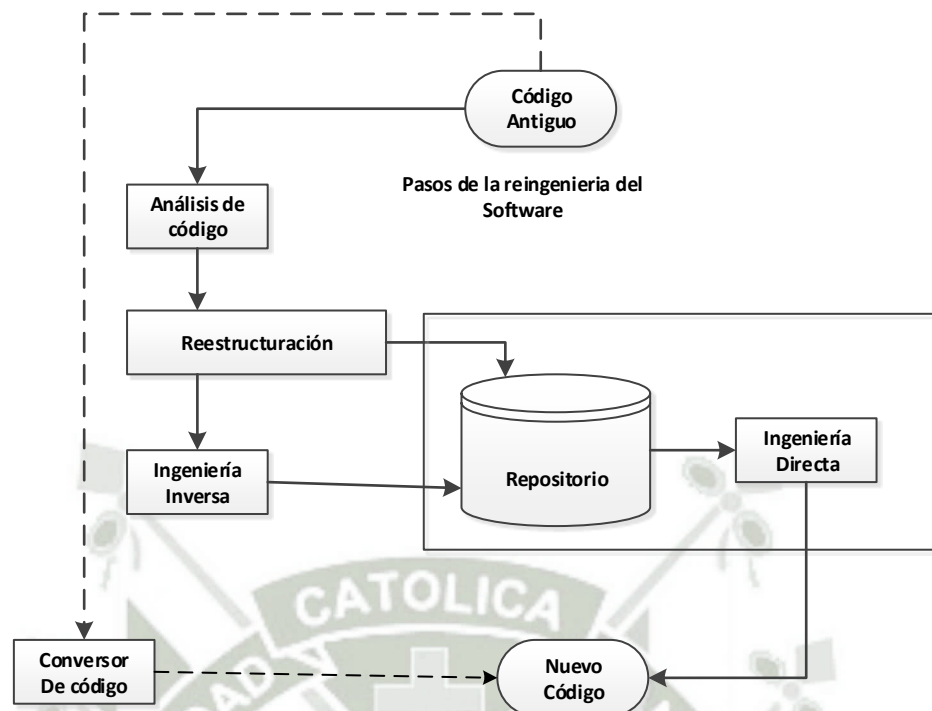 Código
Antiguo
Pasos de la reingenieria del
Software
Análisis de
código
Reestructuración
Ingeniería
Inversa
Repositorio
Ingeniería
Directa
CATOLICA
Conversor
De código
Nuevo
Código